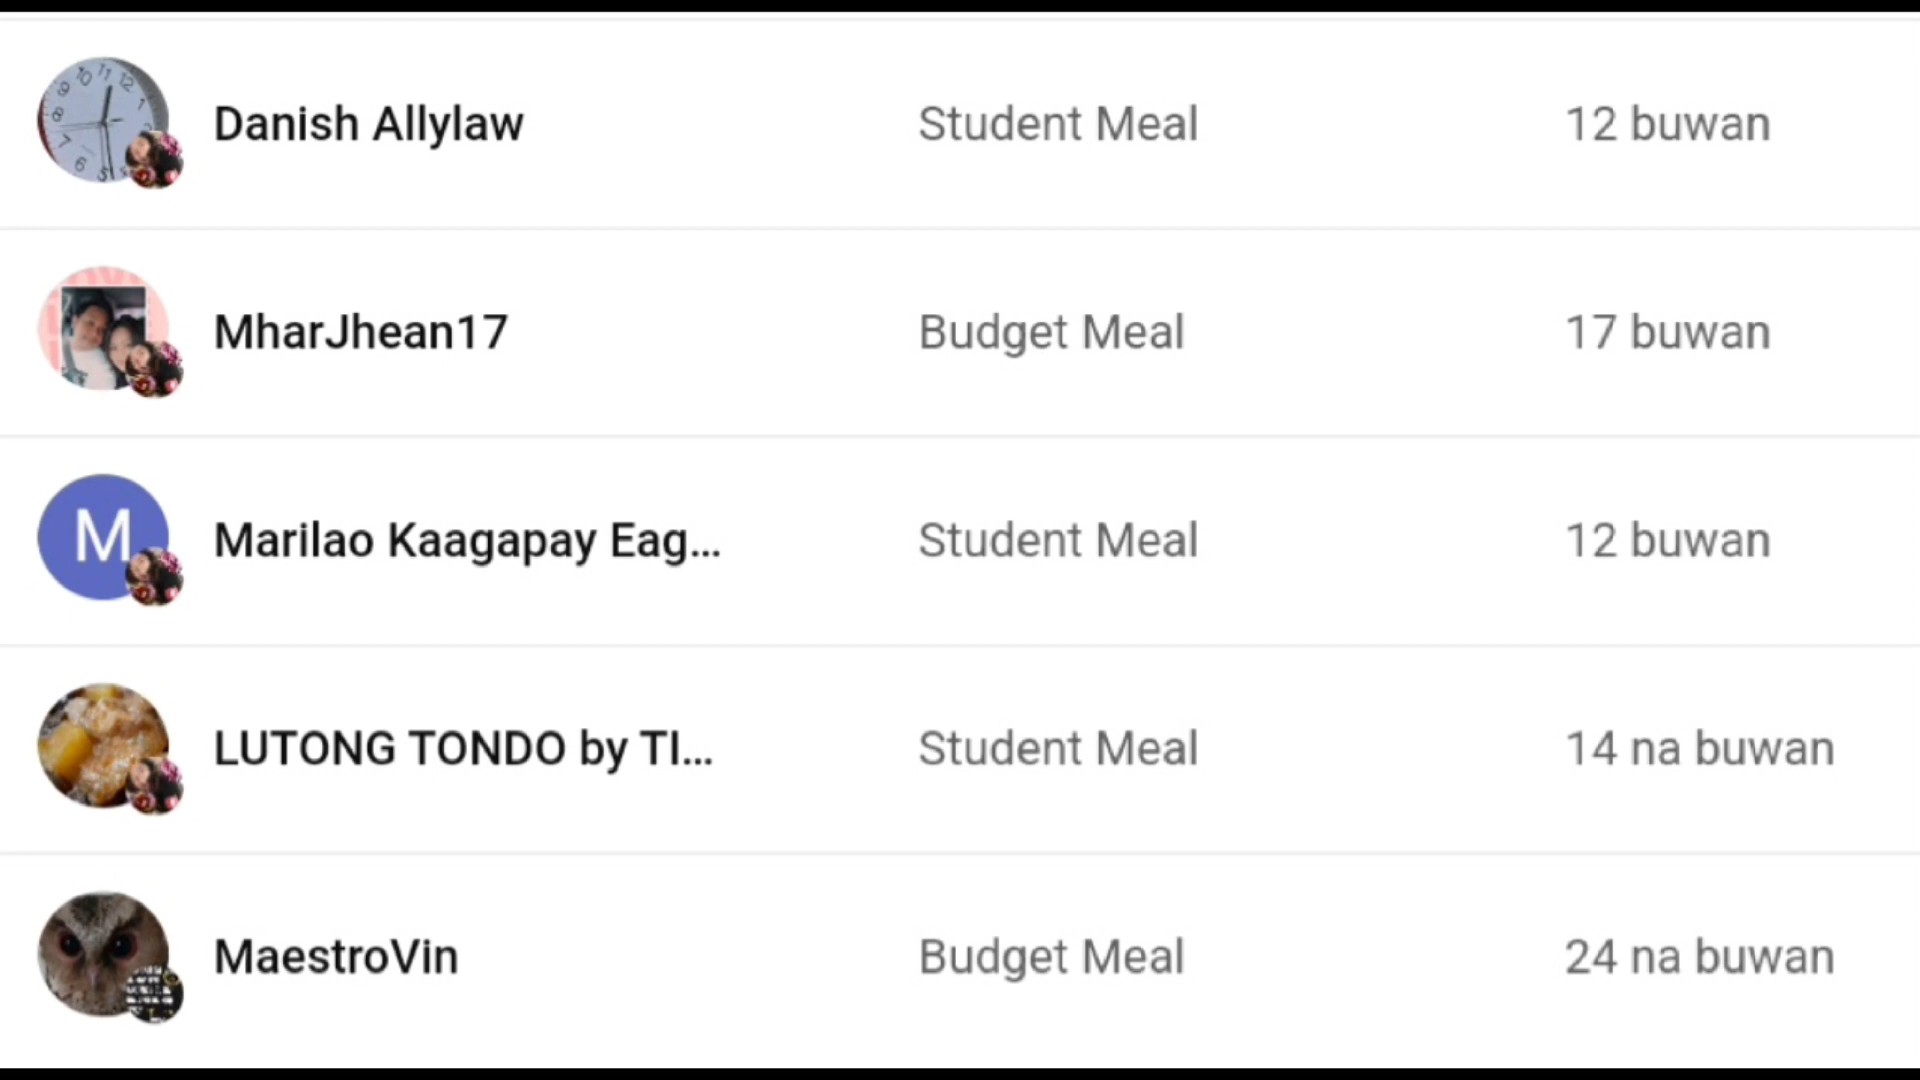 Danish Allylaw Student Meal 12 buwan
MharJhean17 Budget Meal 17 buwan
M
Marilao Kaagapay Eag... Student Meal 12 buwan
LUTONG TONDO by TI... Student Meal 14 na buwan
MaestroVin Budget Meal 24 na buwan